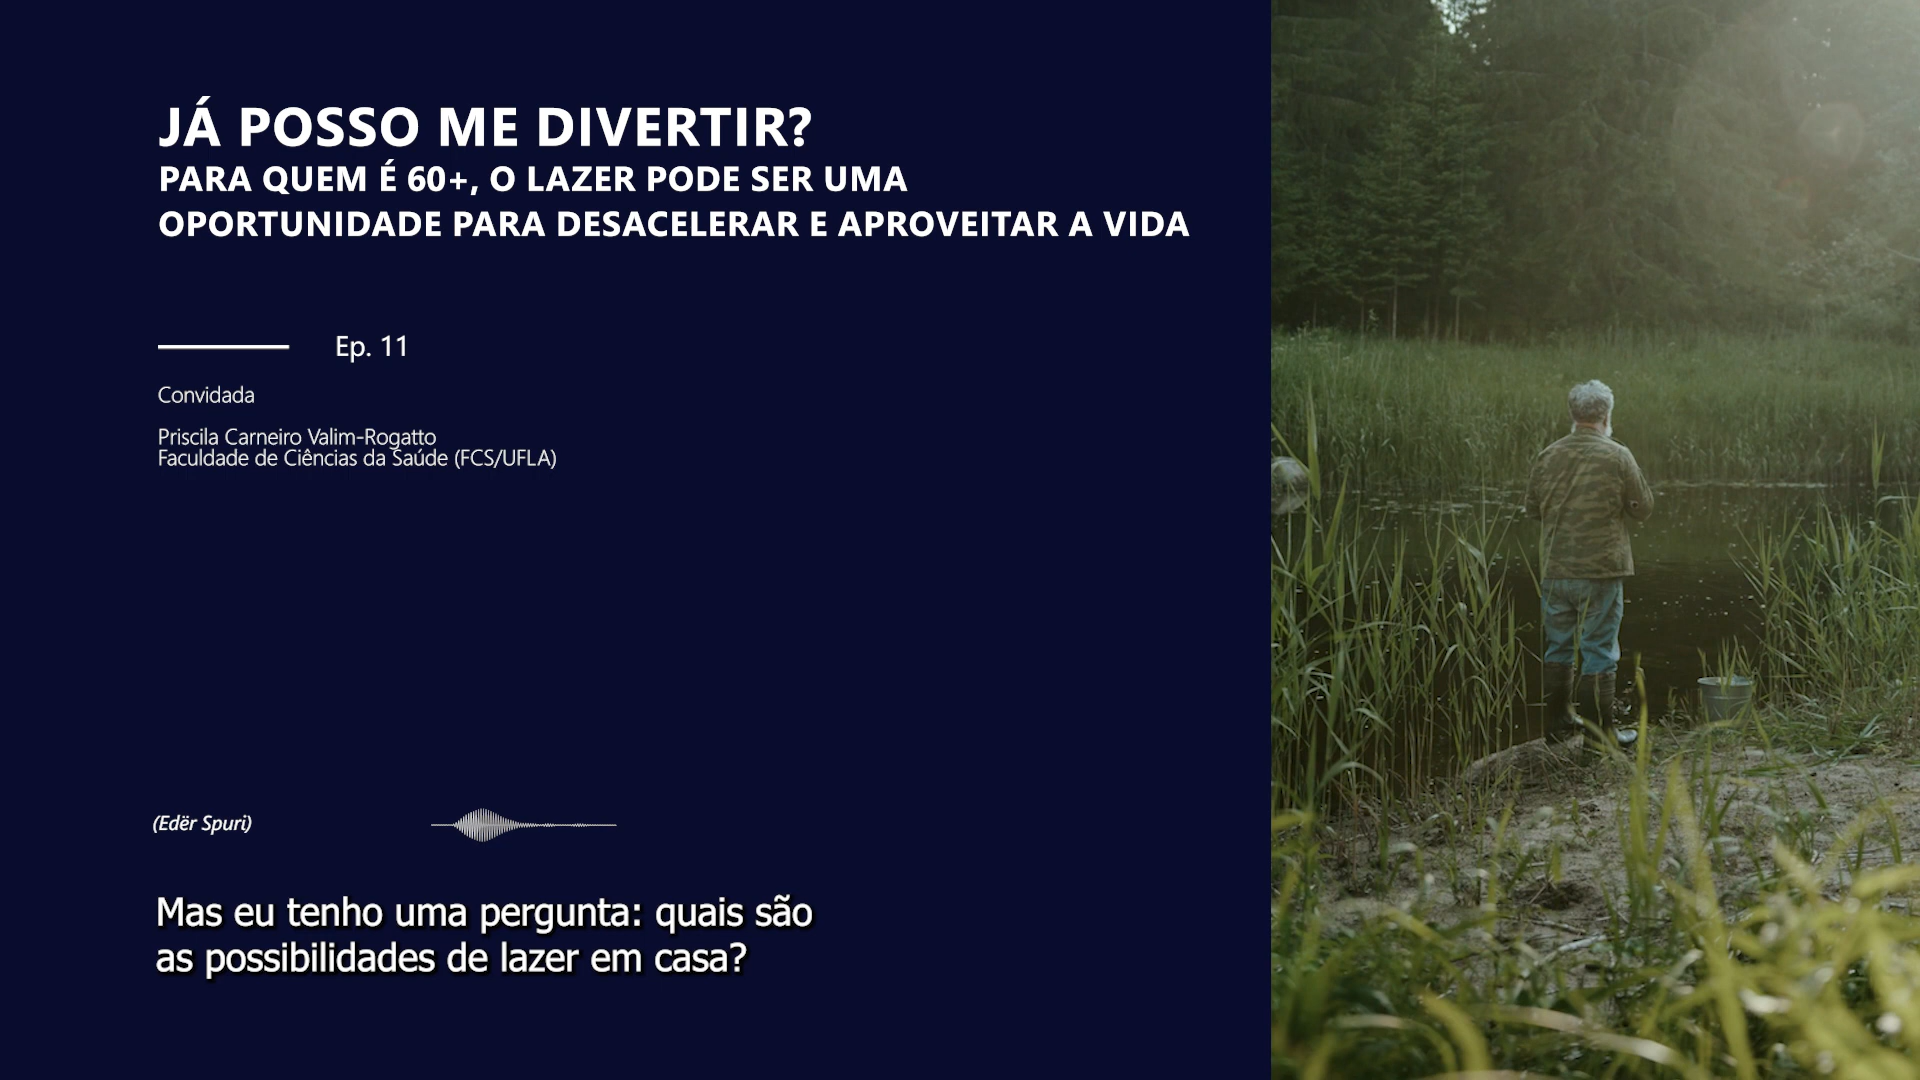 JÁ POSSO ME DIVERTIR?
PARA QUEM É 60+, O LAZER PODE SER UMA
OPORTUNIDADE PARA DESACELERAR E APROVEITAR A VIDA
Ep. 11
Convidada
Priscila Carneiro Valim-Rogatto
Faculdade de Ciências da Saúde (FCS/UFLA)
(Edër Spuri)
Mas eu tenho uma pergunta: quais são
as possibilidades de lazer em casa?